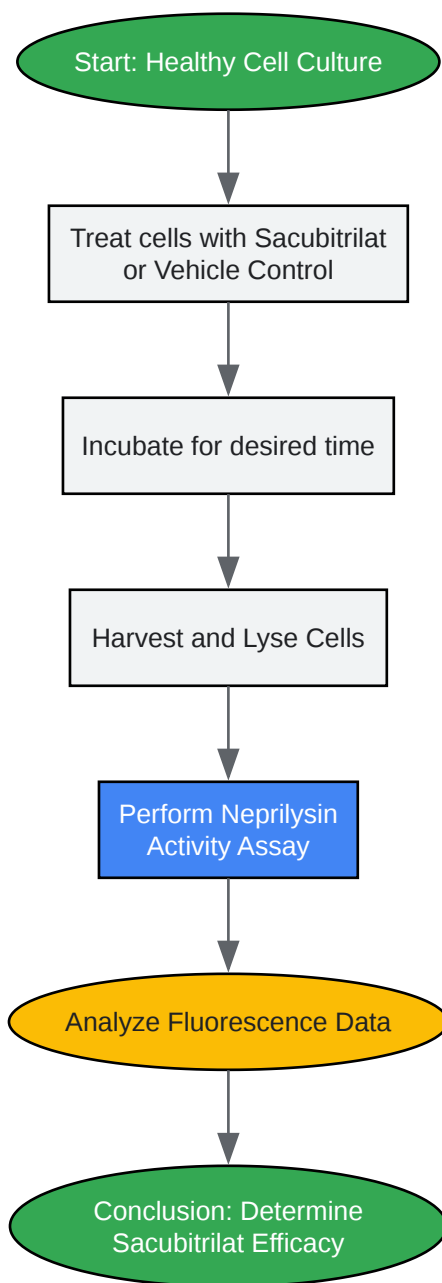 Start: Healthy Cell Culture
Treat cells with Sacubitrilat
or Vehicle Control
Incubate for desired time
Harvest and Lyse Cells
Perform Neprilysin
Activity Assay
Analyze Fluorescence Data
Conclusion: Determine
Sacubitrilat Efficacy